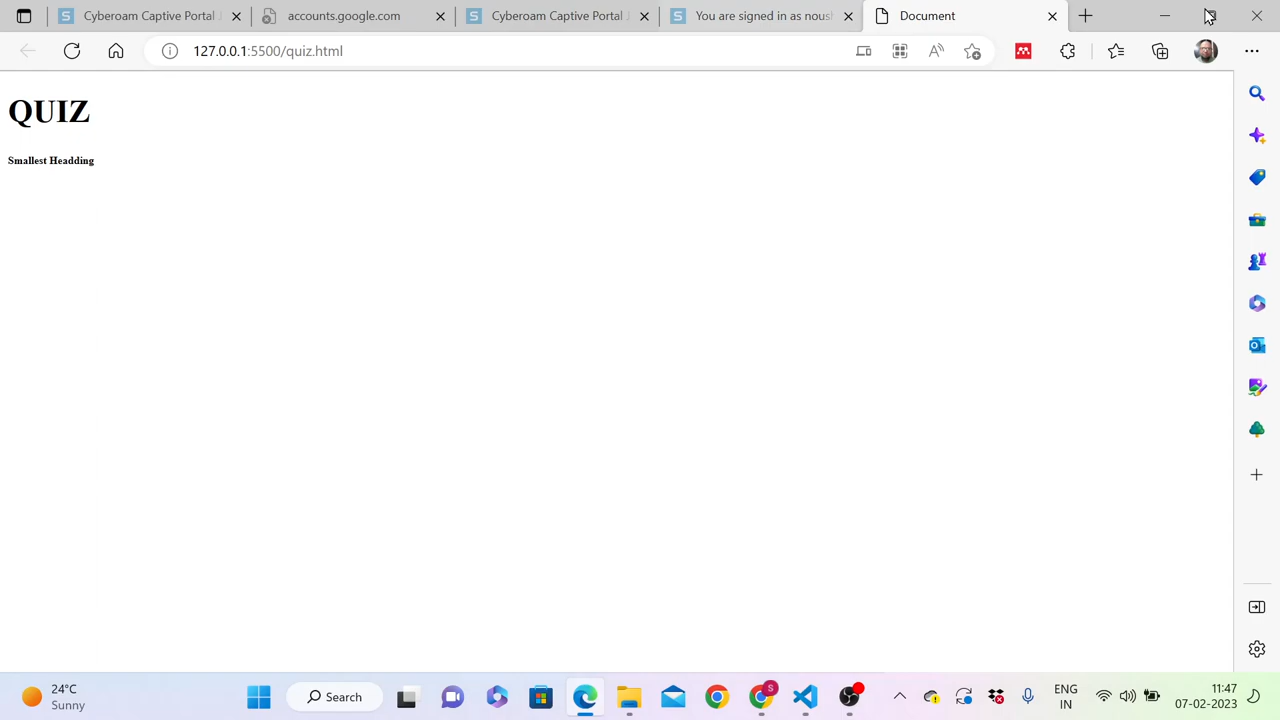 Cyberoam Captive Portal
accounts.google.com
Cyberoam Captive Portal
You are signed in as nous
Document
127.0.0.1:5500/quiz.html
QUIZ
Smallest Headding
24°C
Sunny
Search
ENG
IN
11:47
07-02-2023